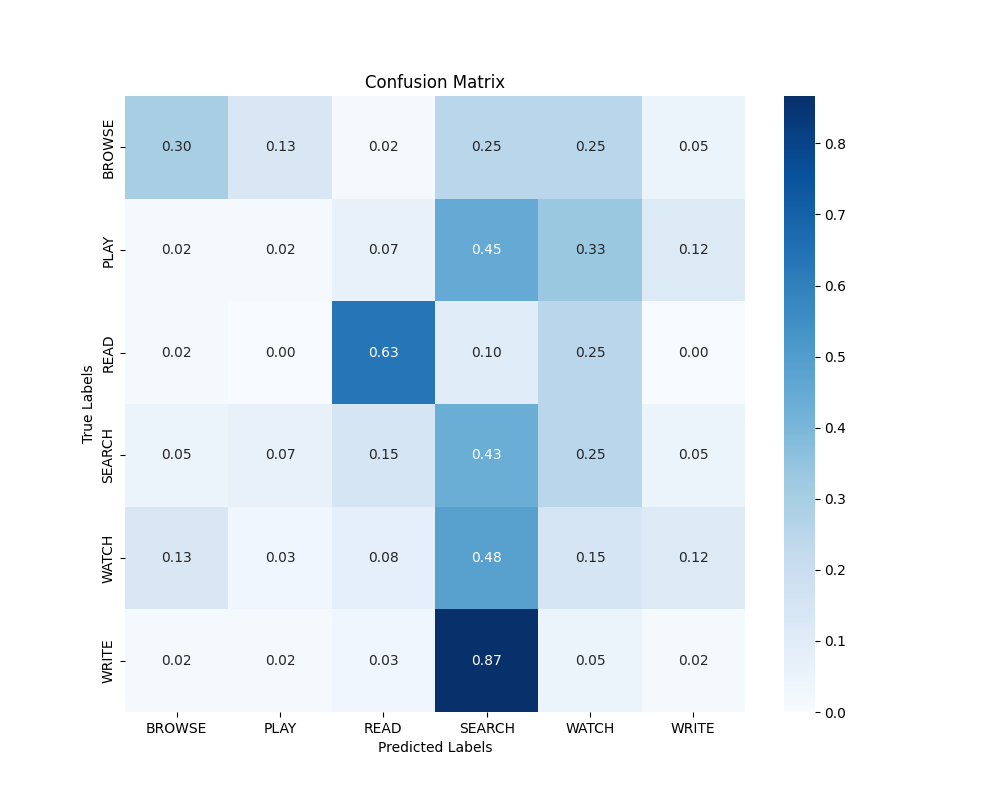 Confusion Matrix
BROWSE 0.30 0.13 0.02 0.25 0.25 0.05
PLAY 0.02 0.02 0.07 0.45 0.33 0.12
READ 0.02 0.00 0.63 0.10 0.25 0.00
SEARCH 0.05 0.07 0.15 0.43 0.25 0.05
WATCH 0.13 0.03 0.08 0.48 0.15 0.12
WRITE 0.02 0.02 0.03 0.87 0.05 0.02
True Labels
BROWSE PLAY READ SEARCH WATCH WRITE
Predicted Labels
0.8
0.7
0.6
0.5
0.4
0.3
0.2
0.1
0.0